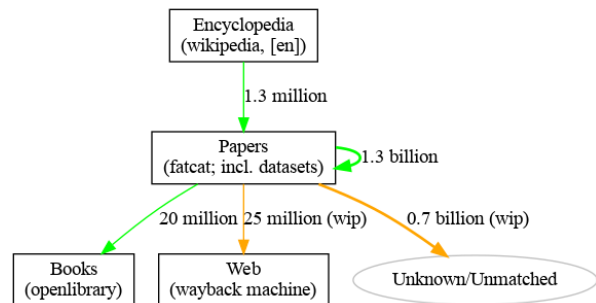 Encyclopedia
(wikipedia, [en])
1.3 million
Papers
(fatcat; incl. datasets)
1.3 billion
20 million
25 million (wip)
0.7 billion (wip)
Books
(openlibrary)
Web
(wayback machine)
Unknown/Unmatched